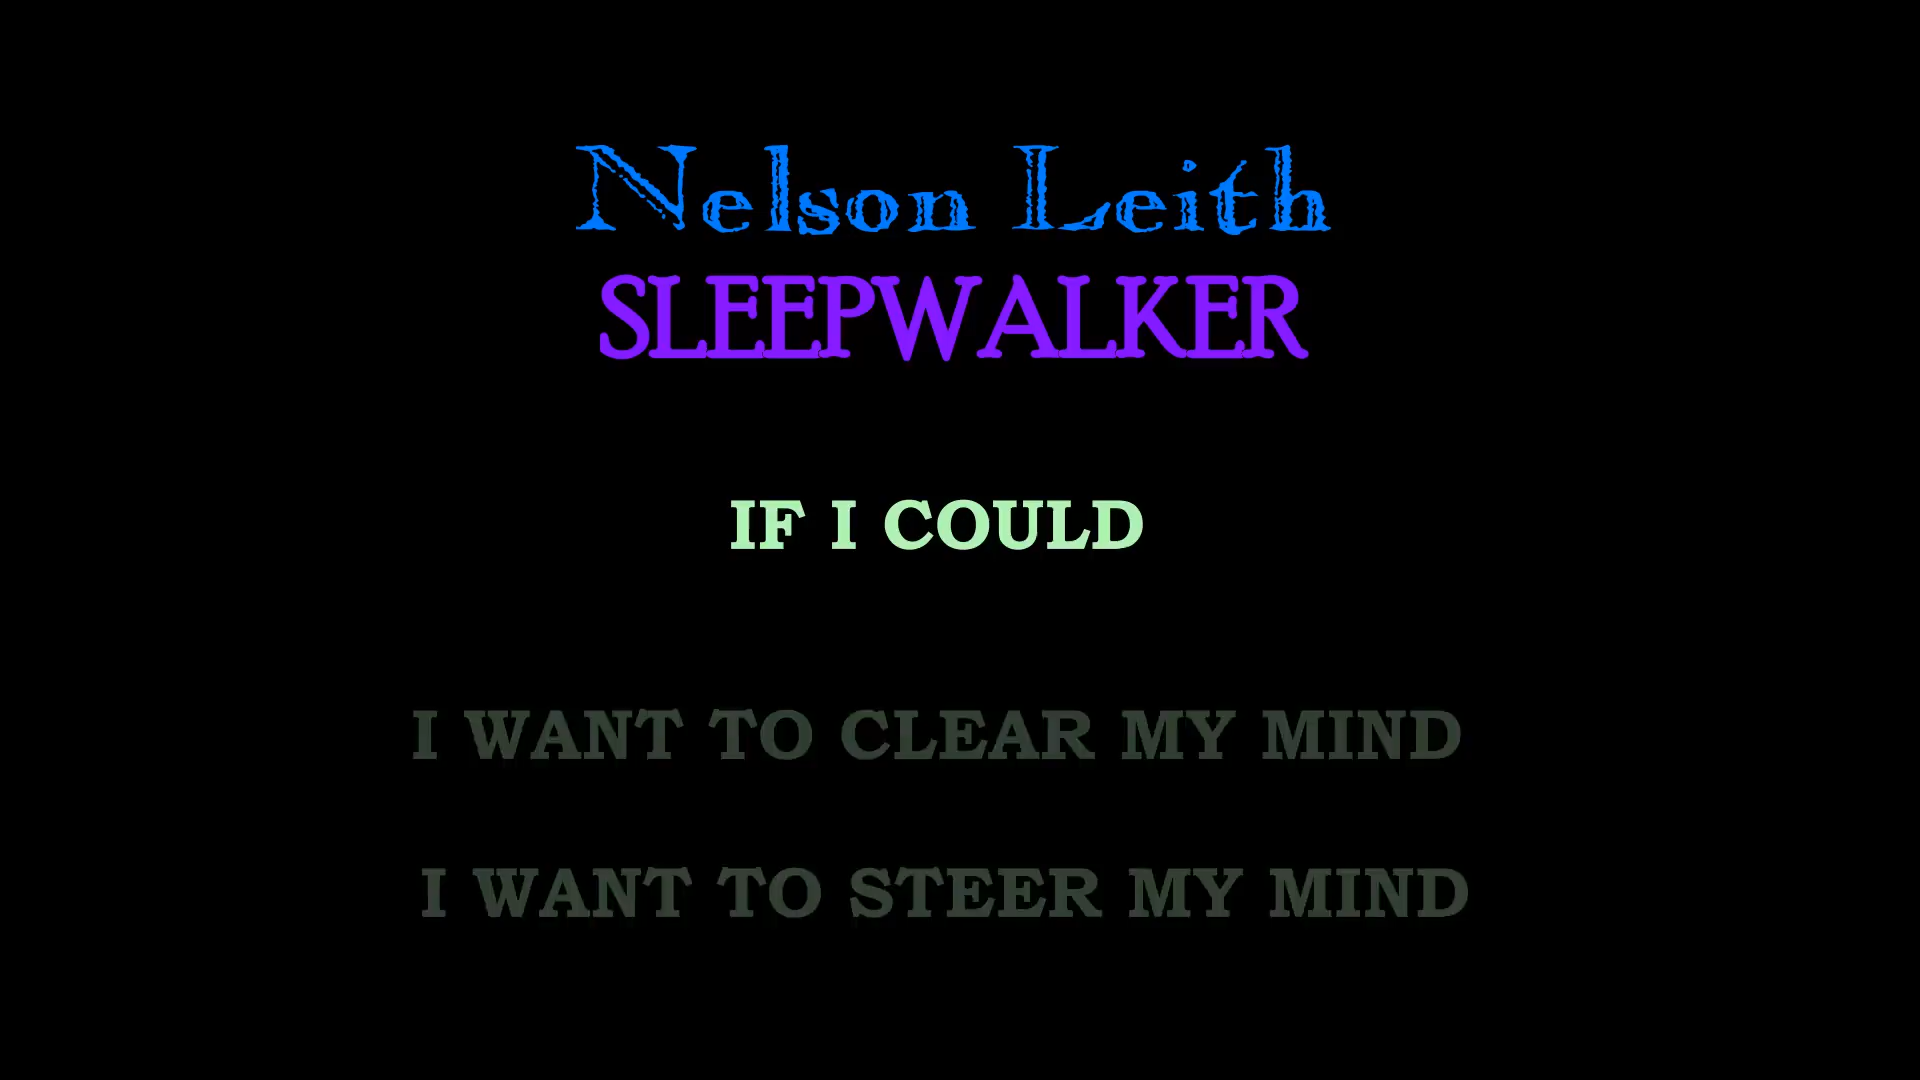 Nelson Leith
SLEEPWALKER
IF I COULD
I WANT TO CLEAR MY MIND
I WANT TO STEER MY MIND